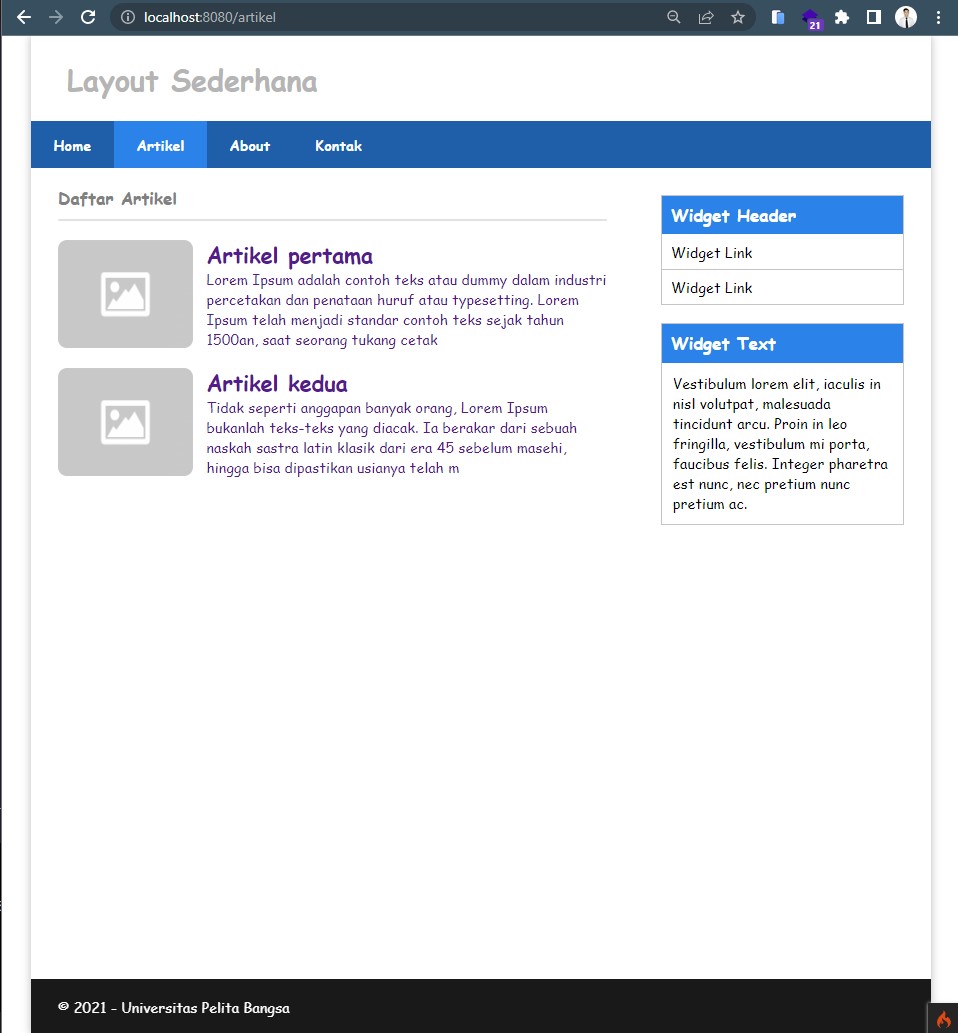 localhost:8080/artikel
21
Layout Sederhana
Home Artikel About Kontak
Daftar Artikel
Artikel pertama
Lorem Ipsum adalah contoh teks atau dummy dalam industri
percetakan dan penataan huruf atau typesetting. Lorem
Ipsum telah menjadi standar contoh teks sejak tahun
1500an, saat seorang tukang cetak
Artikel kedua
Tidak seperti anggapan banyak orang, Lorem Ipsum
bukanlah teks-teks yang diacak. Ia berakar dari sebuah
naskah sastra latin klasik dari era 45 sebelum masehi,
hingga bisa dipastikan usianya telah m
Widget Header
Widget Link
Widget Link
Widget Text
Vestibulum lorem elit, iaculis in
nisl volutpat, malesuada
tincidunt arcu. Proin in leo
fringilla, vestibulum mi porta,
faucibus felis. Integer pharetra
est nunc, nec pretium nunc
pretium ac.
© 2021 - Universitas Pelita Bangsa